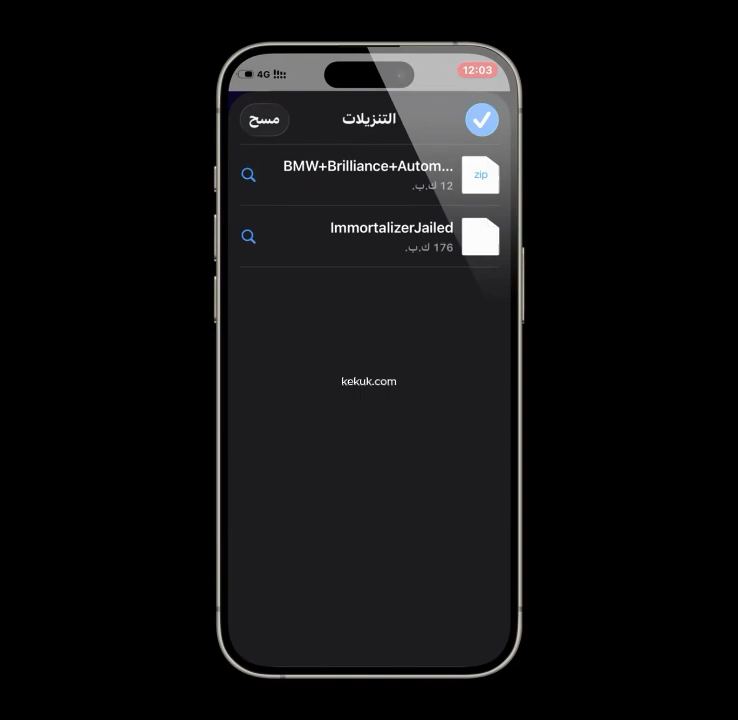 12:03
4G
مسح
التنزيلات
BMW+Brilliance+Autom...
12 ك.ب.
zip
ImmortalizerJailed
176 ك.ب.
kekuk.com